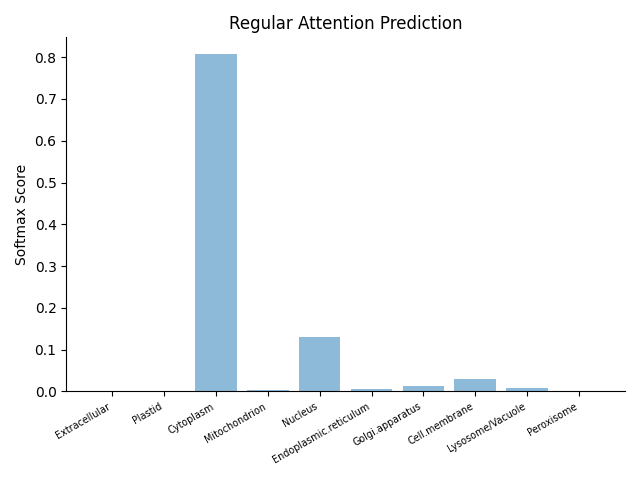 Regular Attention Prediction
Softmax Score
0.8
0.7
0.6
0.5
0.4
0.3
0.2
0.1
0.0
Extracellular
Plastid
Cytoplasm
Mitochondrion
Nucleus
Endoplasmic.reticulum
Golgi.apparatus
Cell.membrane
Lysosome/Vacuole
Peroxisome